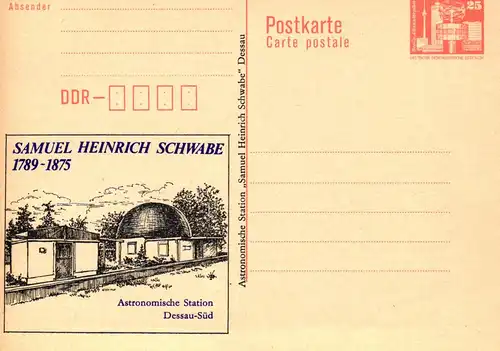 Absender
DDR–
SAMUEL HEINRICH SCHWABE
1789-1875
Astronomische Station
Dessau-Süd
Astronomische Station „Samuel Heinrich Schwabe" Dessau
Postkarte
Carte postale
25